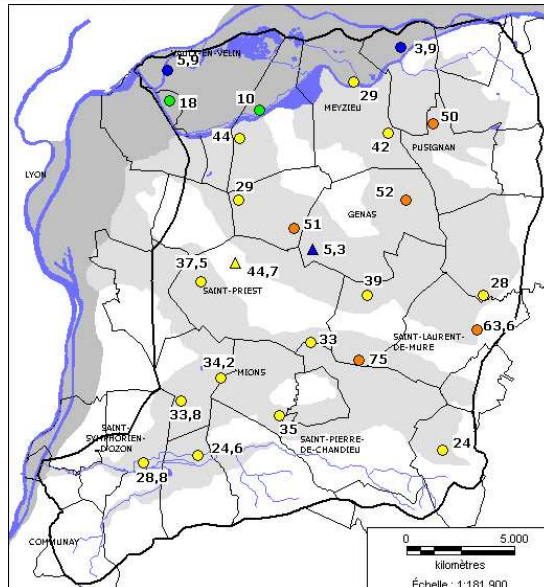 VAULX-EN-VELIN
3,9
5,9
29
18
10
MEYZIEU
50
44
42
PUSIGNAN
LYON
29
52
GENAS
51
5,3
37,5
44,7
SAINT-PRIEST
39
28
33
63,6
SAINT-LAURENT-
DE-MURE
34,2
75
MIONS
33,8
35
SAINT-
SYMPHORIEN-
D'OZON
SAINT-PIERRE-
DE-CHANDIEU
24,6
24
28,8
COMMUNAY
0 5.000
kilomètres
Échelle : 1:181 900